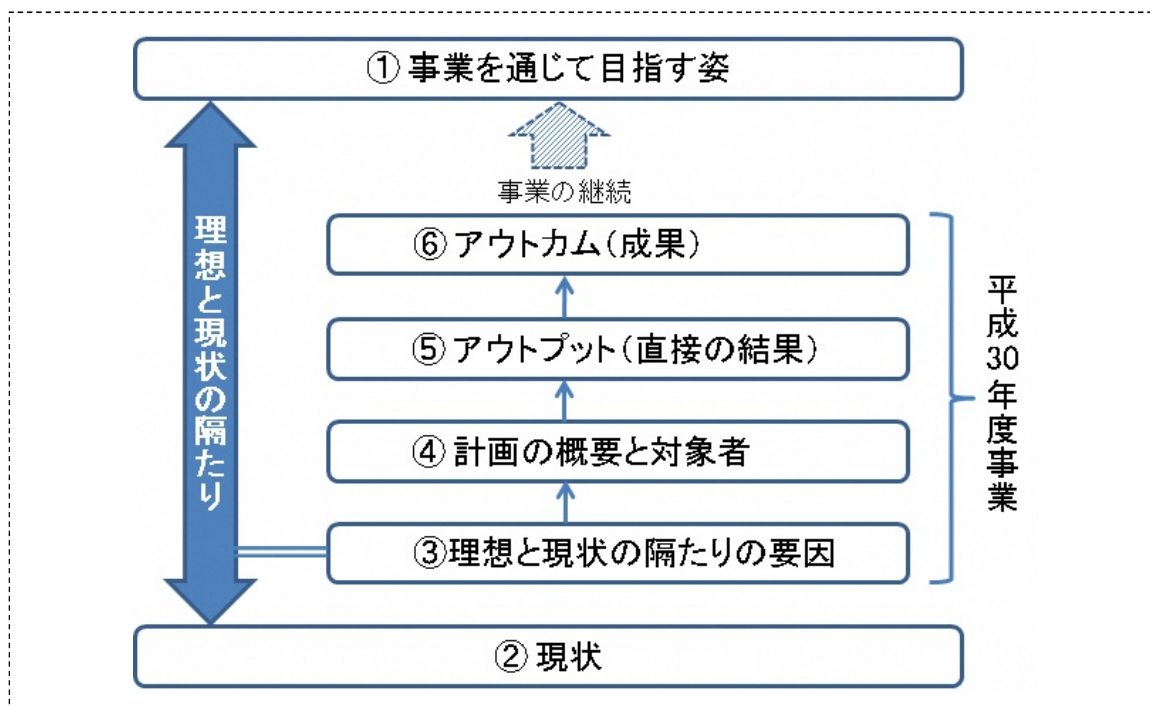 ① 事業を通じて目指す姿
事業の継続
理想と現状の隔たり
⑥ アウトカム(成果)
⑤ アウトプット(直接の結果)
④ 計画の概要と対象者
③理想と現状の隔たりの要因
平成30年度事業
② 現状